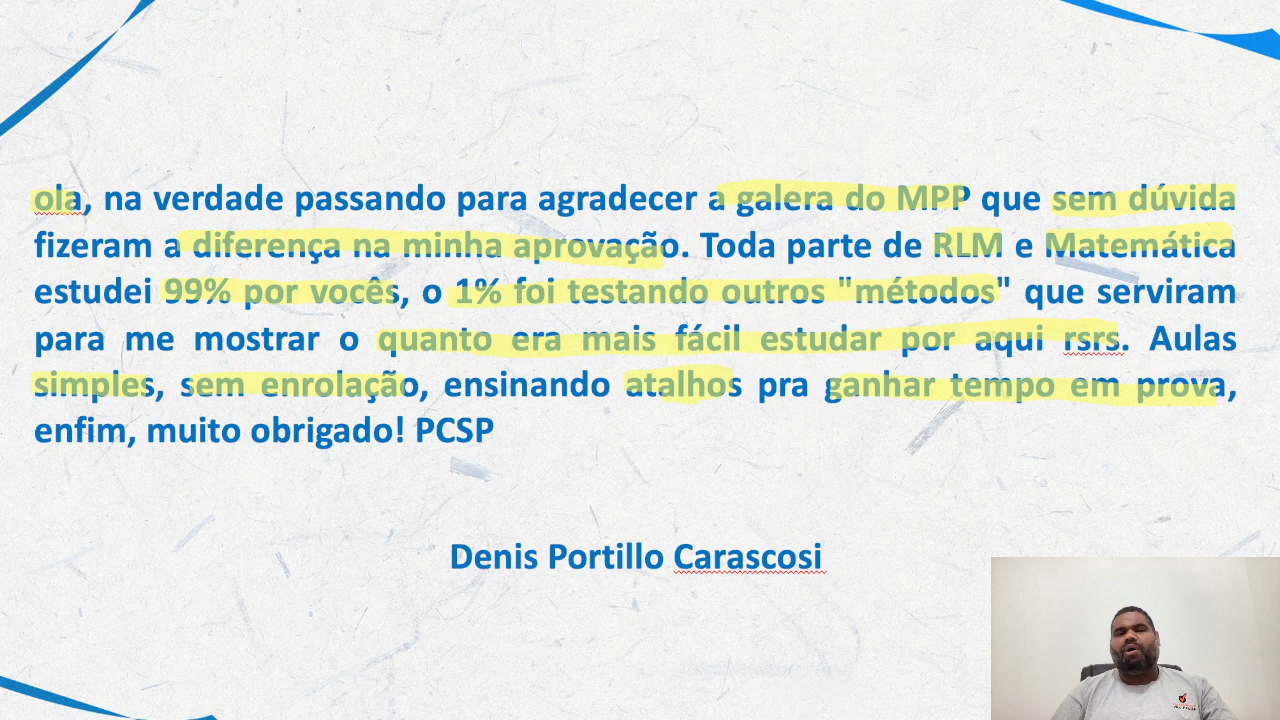 ola, na verdade passando para agradecer a galera do MPP que sem dúvida
fizeram a diferença na minha aprovação. Toda parte de RLM e Matemática
estudei 99% por vocês, o 1% foi testando outros "métodos" que serviram
para me mostrar o quanto era mais fácil estudar por aqui rsrs. Aulas
simples, sem enrolação, ensinando atalhos pra ganhar tempo em prova,
enfim, muito obrigado! PCSP
Denis Portillo Carascosi